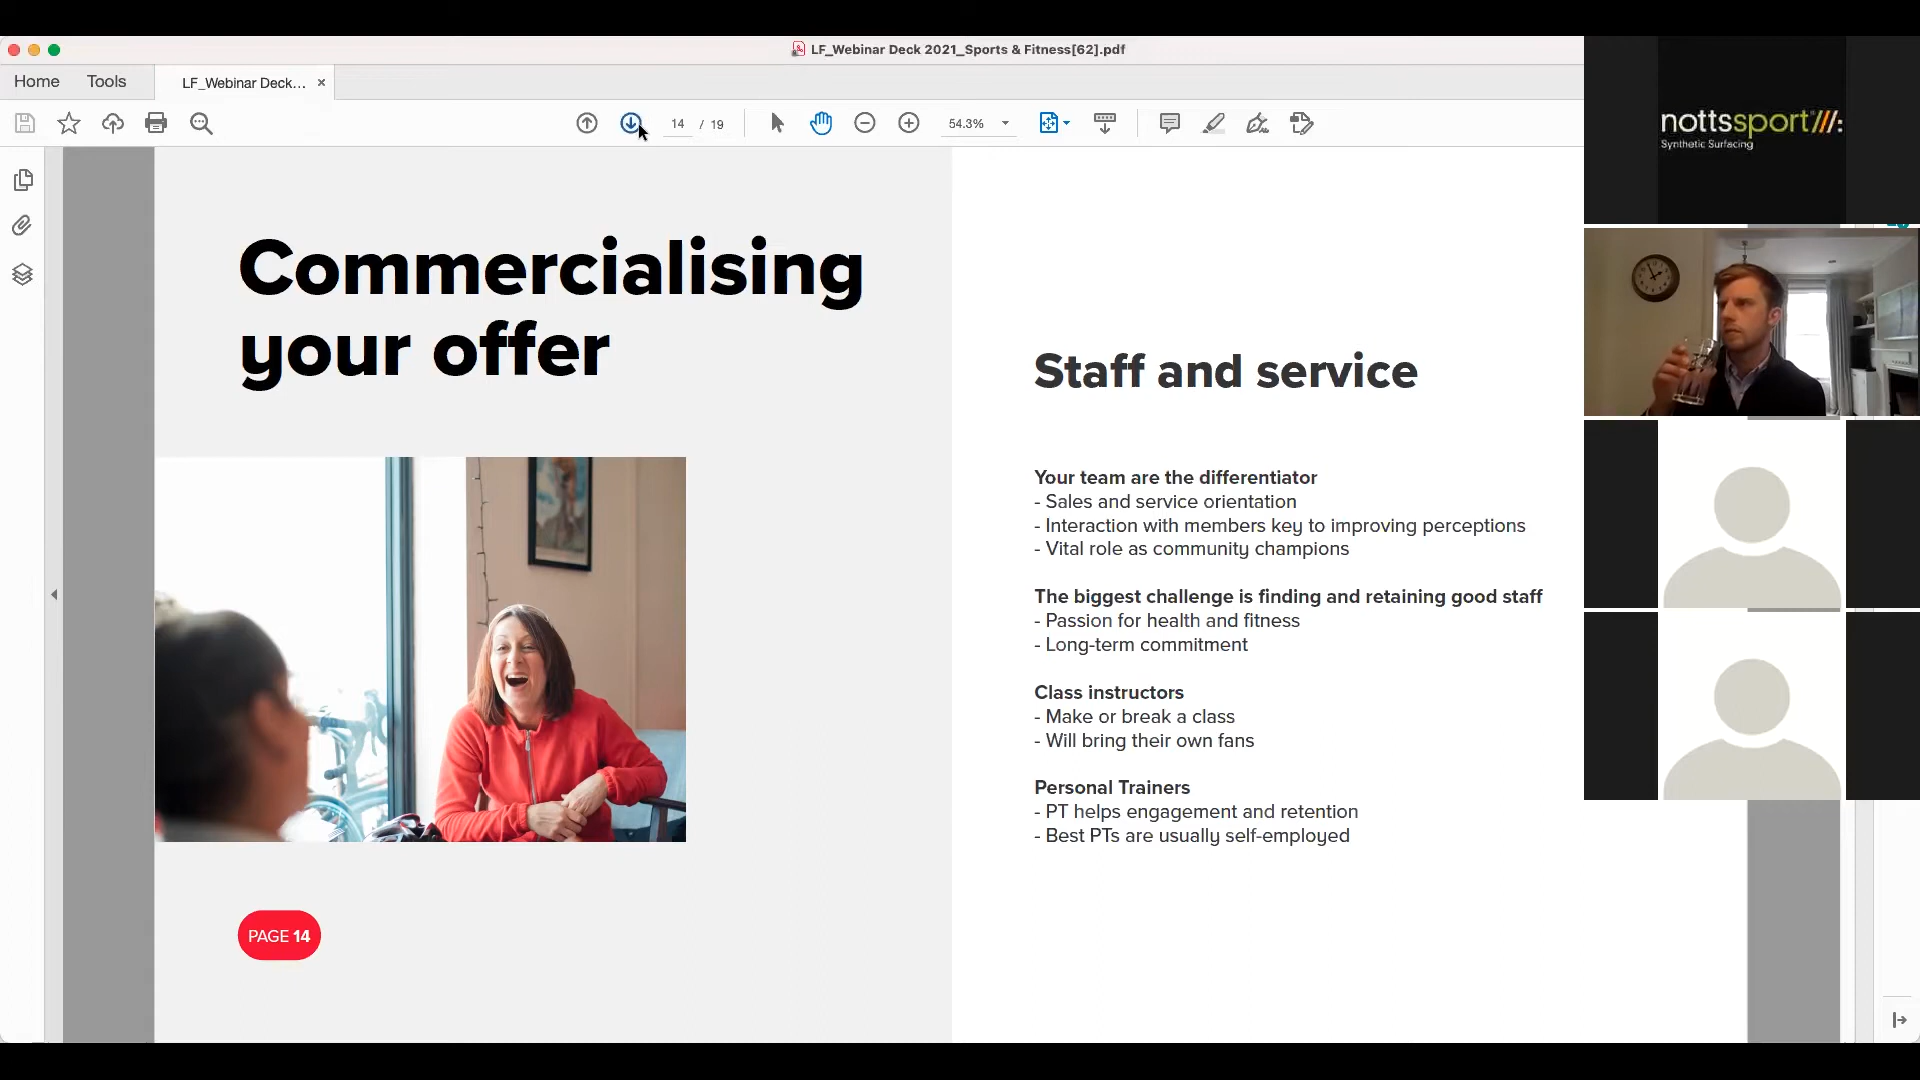 LF_Webinar Deck 2021_Sports & Fitness[62].pdf
Home Tools LF_Webinar Deck... ×
14 / 19 54.3%
nottssport///:
Synthetic Surfacing
Commercialising
your offer
Staff and service
Your team are the differentiator
- Sales and service orientation
- Interaction with members key to improving perceptions
- Vital role as community champions
The biggest challenge is finding and retaining good staff
- Passion for health and fitness
- Long-term commitment
Class instructors
- Make or break a class
- Will bring their own fans
Personal Trainers
- PT helps engagement and retention
- Best PTs are usually self-employed
PAGE 14